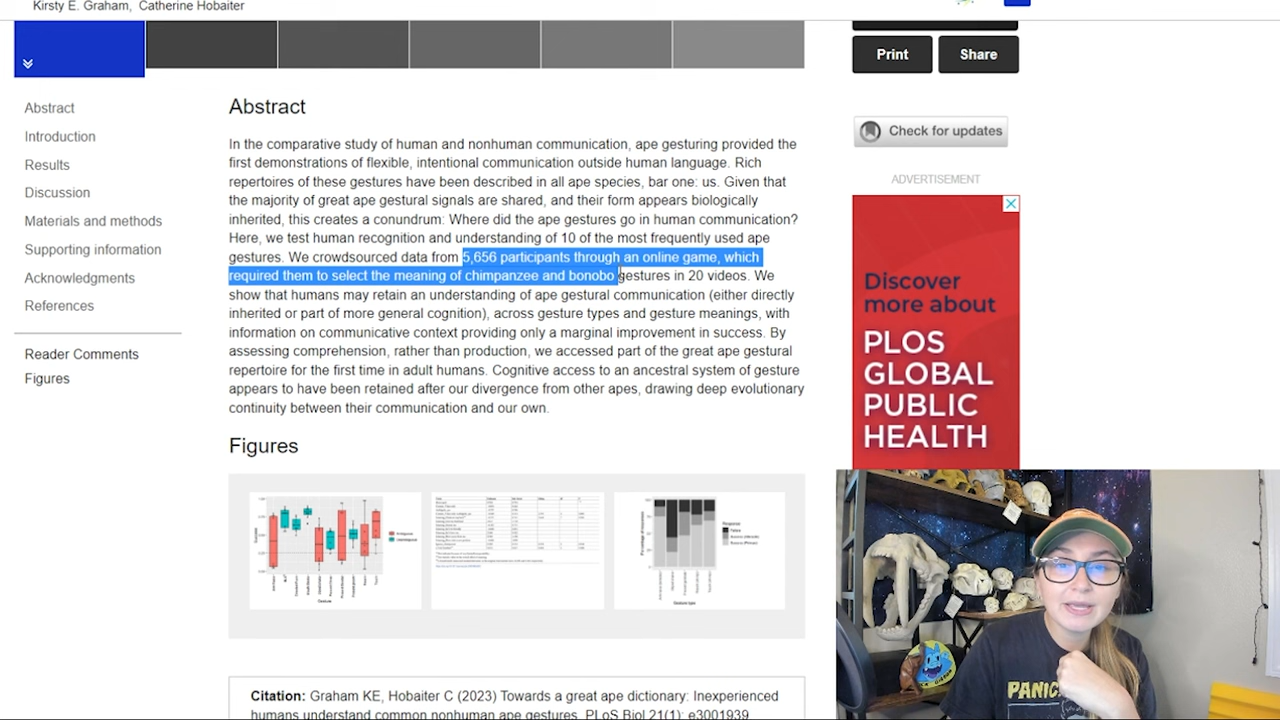 Kirsty E. Graham, Catherine Hobaiter
Print
Share
Abstract
Introduction
Results
Discussion
Materials and methods
Supporting information
Acknowledgments
References
Reader Comments
Figures
Abstract
In the comparative study of human and nonhuman communication, ape gesturing provided the
first demonstrations of flexible, intentional communication outside human language. Rich
repertoires of these gestures have been described in all ape species, bar one: us. Given that
the majority of great ape gestural signals are shared, and their form appears biologically
inherited, this creates a conundrum: Where did the ape gestures go in human communication?
Here, we test human recognition and understanding of 10 of the most frequently used ape
gestures. We crowdsourced data from 5,656 participants through an online game, which
required them to select the meaning of chimpanzee and bonobo gestures in 20 videos. We
show that humans may retain an understanding of ape gestural communication (either directly
inherited or part of more general cognition), across gesture types and gesture meanings, with
information on communicative context providing only a marginal improvement in success. By
assessing comprehension, rather than production, we accessed part of the great ape gestural
repertoire for the first time in adult humans. Cognitive access to an ancestral system of gesture
appears to have been retained after our divergence from other apes, drawing deep evolutionary
continuity between their communication and our own.
Figures
Citation: Graham KE, Hobaiter C (2023) Towards a great ape dictionary: Inexperienced
humans understand common nonhuman ape gestures. PLoS Biol 21(1): e3001939
Check for updates
ADVERTISEMENT
Discover
more about
PLOS
GLOBAL
PUBLIC
HEALTH
PANIC